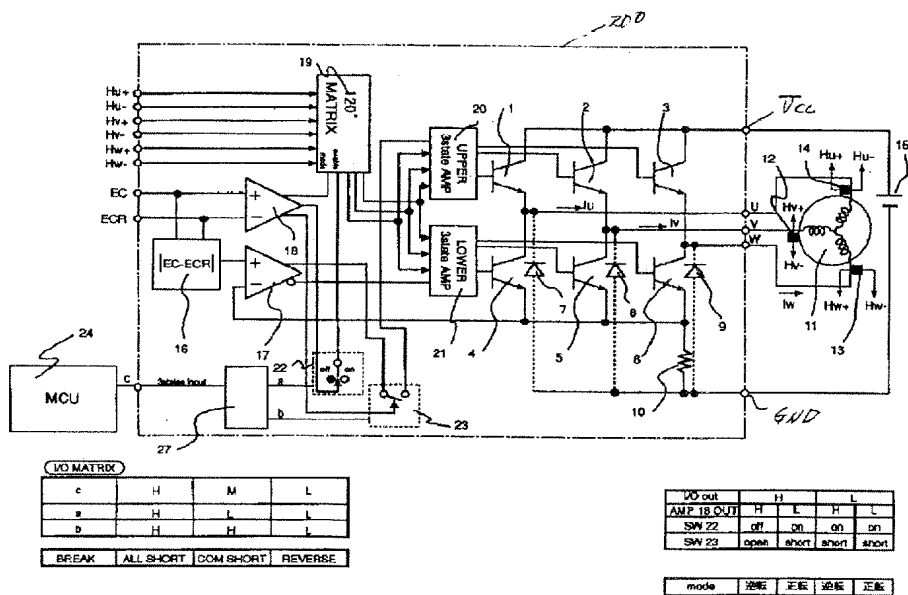 200
19
MATRIX
120°
Hu+
Hu-
Hv+
Hv-
Hw+
Hw-
EC
ECR
+
−
18
|EC-ECR|
16
+
−
17
20
UPPER
3state AMP
LOWER
3state AMP
21
1
2
3
4
5
6
7
8
9
10
Iu
Iv
Iw
Vcc
U
V
W
GND
12
14
Hu+
Hu-
Hv+
Hv-
11
Hw+
Hw-
13
15
24
MCU
c
3states Input
27
a
b
22
off
on
23
I/O MATRIX
c H M L
a H L L
b H H L
BREAK ALL SHORT COM SHORT REVERSE
I/O out H L
AMP 18 OUT H L H L
SW 22 off on on on
SW 23 open short short short
mode 逆転 正転 逆転 正転